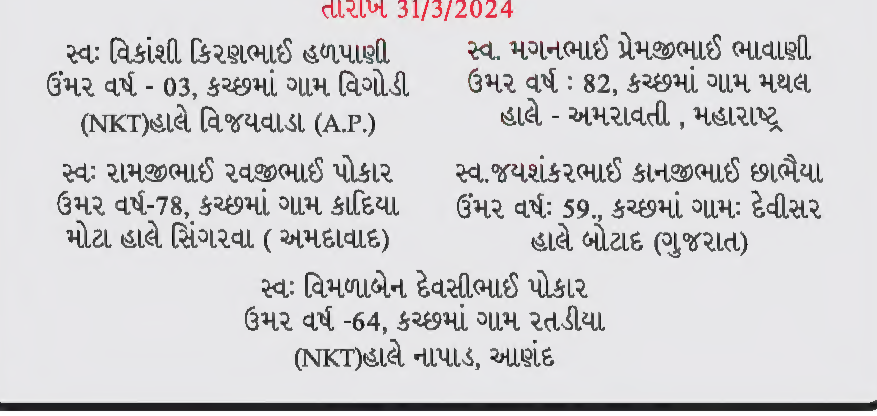 તારીખ 31/3/2024
સ્વઃ વિકાંશી કિરણભાઈ હળપાણી
ઉંમર વર્ષ - 03, કચ્છમાં ગામ વિગોડી
(NKT)હાલે વિજયવાડા (A.P.)
સ્વ. મગનભાઈ પ્રેમજીભાઈ ભાવાણી
ઉંમર વર્ષ : 82, કચ્છમાં ગામ મથલ
હાલે - અમરાવતી , મહારાષ્ટ્ર
સ્વઃ રામજીભાઈ રવજીભાઈ પોકાર
ઉંમર વર્ષ-78, કચ્છમાં ગામ કાદિયા
મોટા હાલે સિંગરવા ( અમદાવાદ)
સ્વ.જયશંકરભાઈ કાનજીભાઈ છાભૈયા
ઉંમર વર્ષઃ 59., કચ્છમાં ગામઃ દેવીસર
હાલે બોટાદ (ગુજરાત)
સ્વઃ વિમળાબેન દેવસીભાઈ પોકાર
ઉંમર વર્ષ -64, કચ્છમાં ગામ રતડીયા
(NKT)હાલે નાપાડ, આણંદ